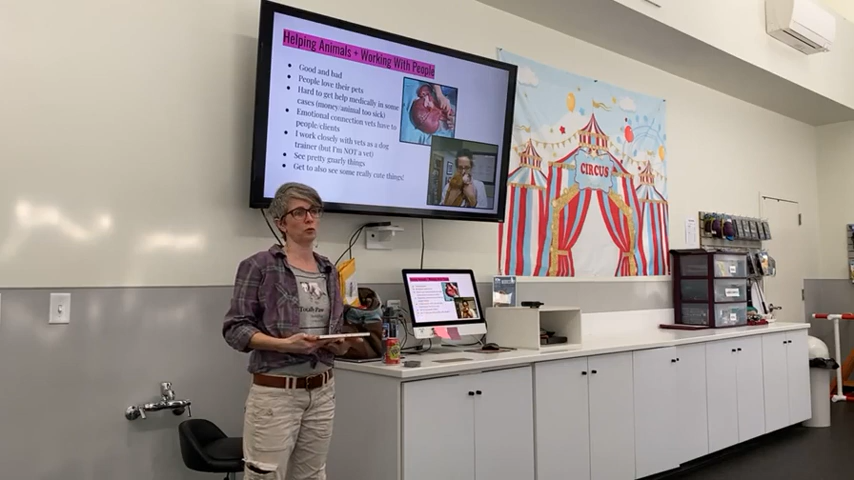 Helping Animals + Working With People
Good and bad
People love their pets
Hard to get help medically in some
cases (money/animal too sick)
Emotional connection vets have to
people/clients
I work closely with vets as a dog
trainer (but I'm NOT a vet)
See pretty gnarly things
Get to also see some really cute things!
CIRCUS